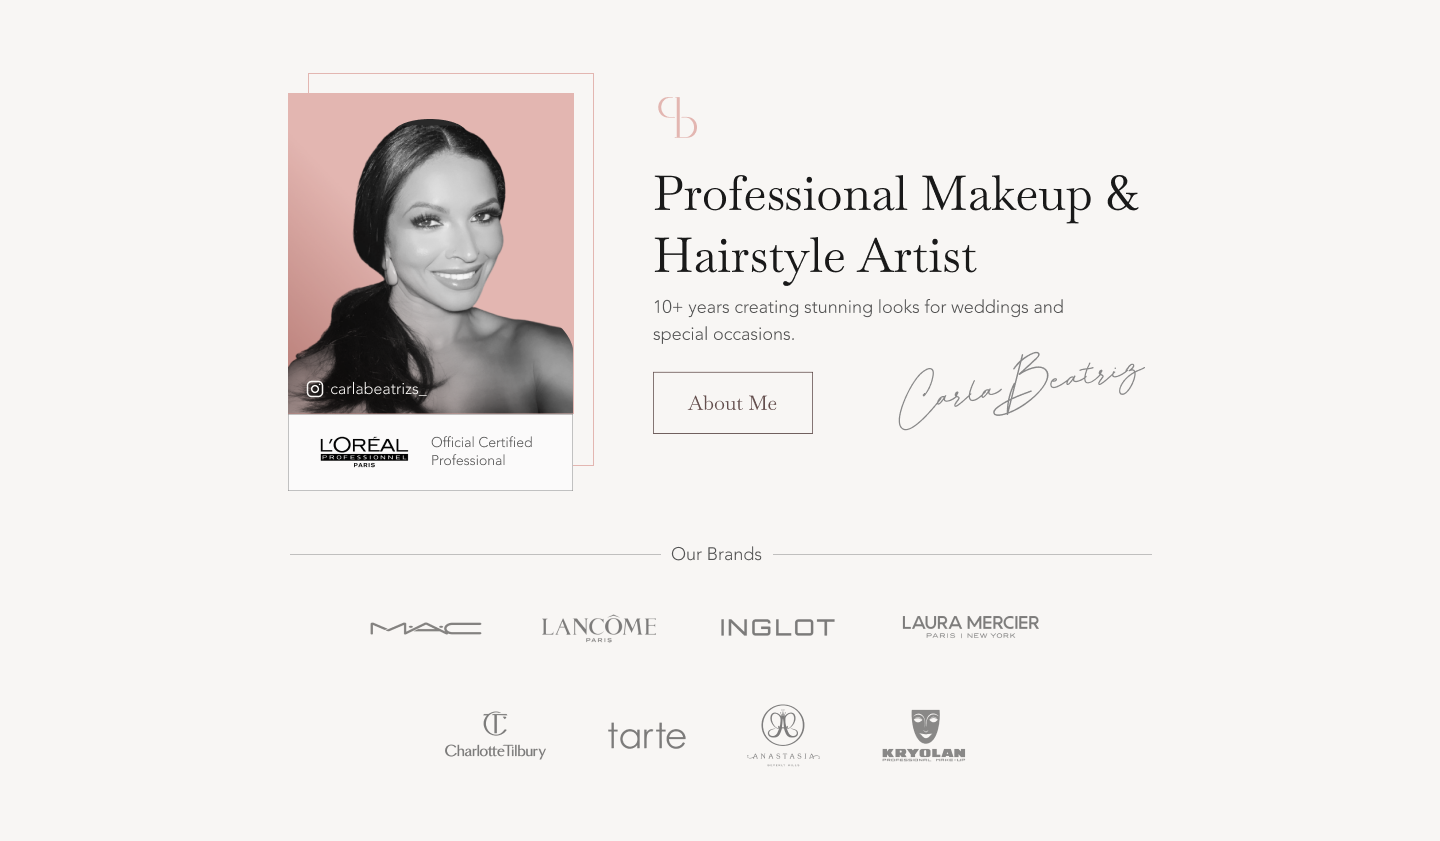 cb
Professional Makeup &
Hairstyle Artist
10+ years creating stunning looks for weddings and
special occasions.
About Me
Carla Beatriz
carlabeatrizs_
L'ORÉAL
PROFESSIONNEL
PARIS
Official Certified
Professional
Our Brands
MAC
LANCÔME
PARIS
INGLOT
LAURA MERCIER
PARIS | NEW YORK
CT
CharlotteTilbury
tarte
ANASTASIA
BEVERLY HILLS
KRYOLAN
PROFESSIONAL MAKE-UP